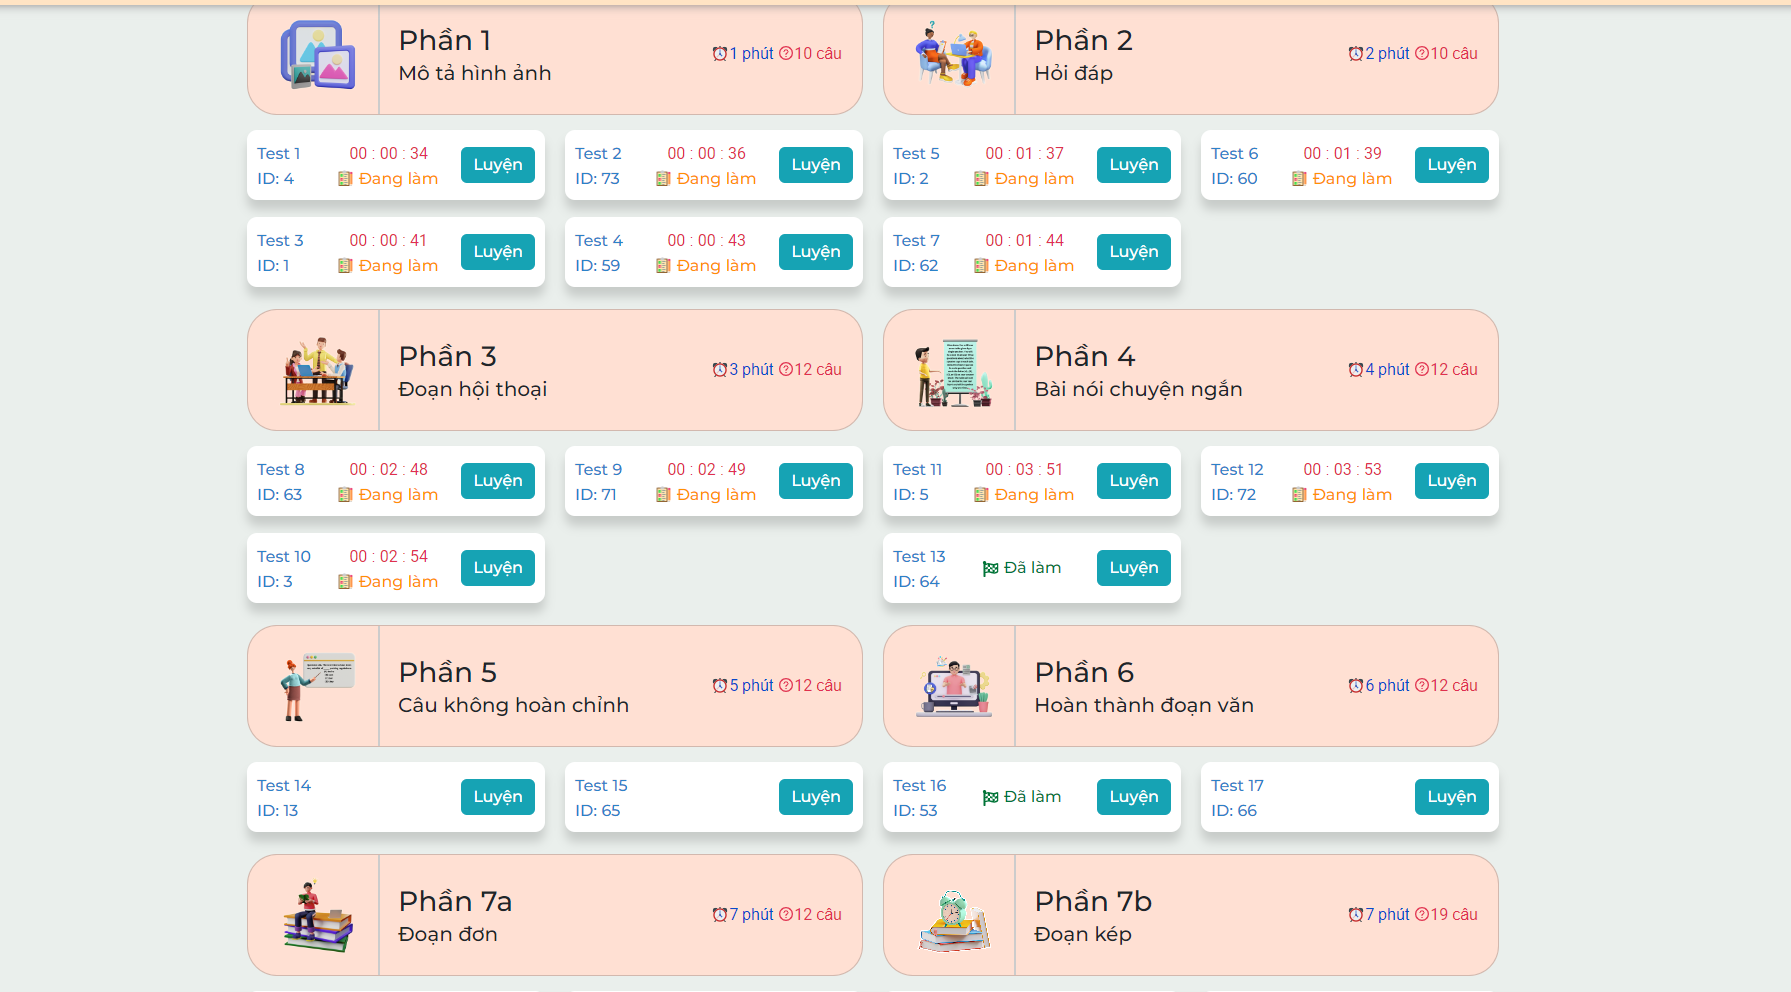 Phần 1
Mô tả hình ảnh
1 phút 10 câu
Phần 2
Hỏi đáp
2 phút 10 câu
Test 1
ID: 4
00 : 00 : 34
Đang làm
Luyện
Test 2
ID: 73
00 : 00 : 36
Đang làm
Luyện
Test 5
ID: 2
00 : 01 : 37
Đang làm
Luyện
Test 6
ID: 60
00 : 01 : 39
Đang làm
Luyện
Test 3
ID: 1
00 : 00 : 41
Đang làm
Luyện
Test 4
ID: 59
00 : 00 : 43
Đang làm
Luyện
Test 7
ID: 62
00 : 01 : 44
Đang làm
Luyện
Phần 3
Đoạn hội thoại
3 phút 12 câu
Phần 4
Bài nói chuyện ngắn
4 phút 12 câu
Test 8
ID: 63
00 : 02 : 48
Đang làm
Luyện
Test 9
ID: 71
00 : 02 : 49
Đang làm
Luyện
Test 11
ID: 5
00 : 03 : 51
Đang làm
Luyện
Test 12
ID: 72
00 : 03 : 53
Đang làm
Luyện
Test 10
ID: 3
00 : 02 : 54
Đang làm
Luyện
Test 13
ID: 64
Đã làm
Luyện
Phần 5
Câu không hoàn chỉnh
5 phút 12 câu
Phần 6
Hoàn thành đoạn văn
6 phút 12 câu
Test 14
ID: 13
Luyện
Test 15
ID: 65
Luyện
Test 16
ID: 53
Đã làm
Luyện
Test 17
ID: 66
Luyện
Phần 7a
Đoạn đơn
7 phút 12 câu
Phần 7b
Đoạn kép
7 phút 19 câu